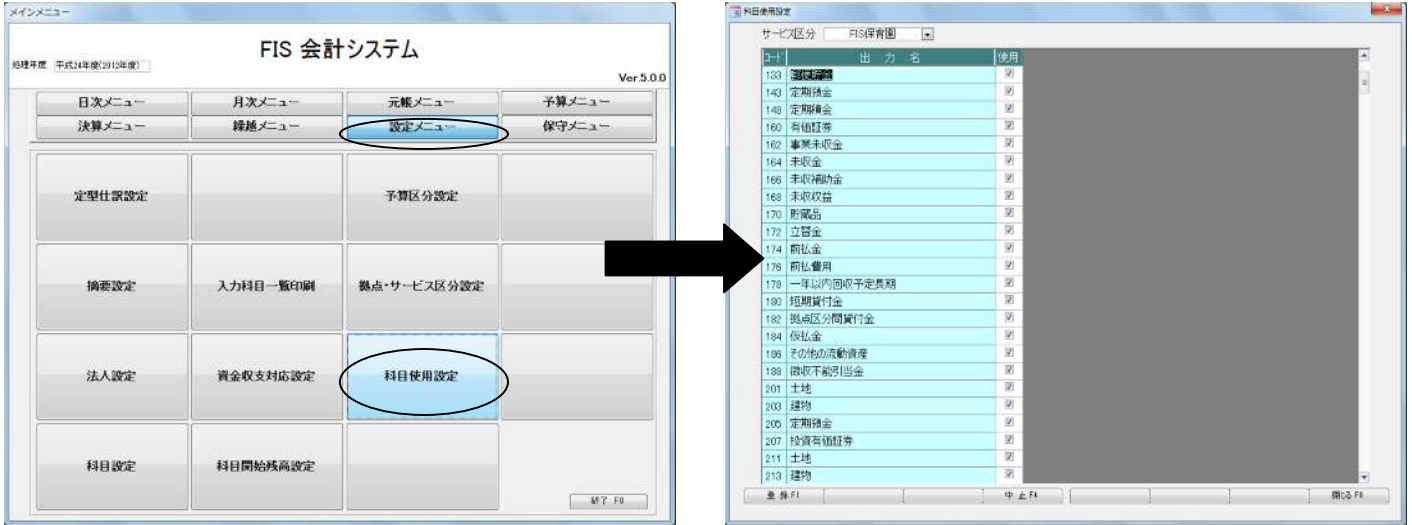 メインメニュー
FIS 会計システム
処理年度 平成24年度(2012年度)
Ver.5.0.0
日次メニュー 月次メニュー 元帳メニュー 予算メニュー
決算メニュー 繰越メニュー 設定メニュー 保守メニュー
定型仕訳設定 予算区分設定
摘要設定 入力科目一覧印刷 拠点・サービス区分設定
法人設定 資金収支対応設定 科目使用設定
科目設定 科目開始残高設定
終了 F8
科目使用設定
サービス区分 FIS保育園
コード 出力名 使用
133 郵便貯金
143 定期預金
149 定期積金
160 有価証券
162 事業未収金
164 未収金
166 未収補助金
168 未収収益
170 貯蔵品
172 立替金
174 前払金
176 前払費用
178 一年以内回収予定長期
180 短期貸付金
182 拠点区分間貸付金
184 仮払金
186 その他の流動資産
188 徴収不能引当金
201 土地
203 建物
205 定期預金
207 投資有価証券
211 土地
213 建物
登録 F1 中止 F4 閉じる F8